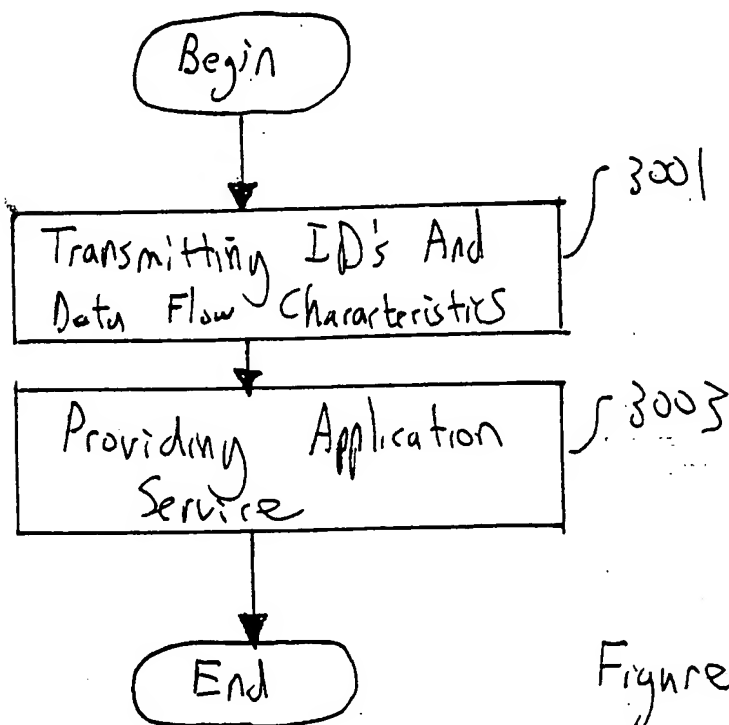 Begin
3001
Transmitting ID's And
Data Flow Characteristics
3003
Providing Application
Service
End
Figure